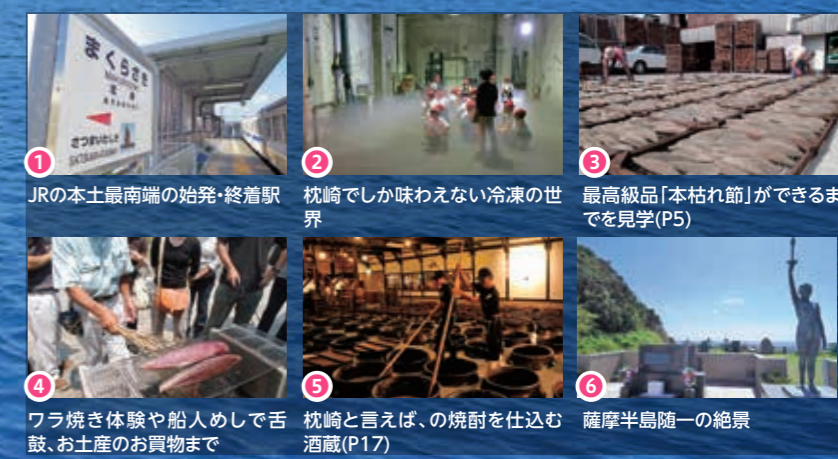 まくらざき
枕崎
さつまいたしき
1
JRの本土最南端の始発・終着駅
2
枕崎でしか味わえない冷凍の世
界
3
最高級品「本枯れ節」ができるま
でを見学(P5)
4
ワラ焼き体験や船人めしで舌
鼓、お土産のお買物まで
5
枕崎と言えば、の焼酎を仕込む
酒蔵(P17)
6
薩摩半島随一の絶景